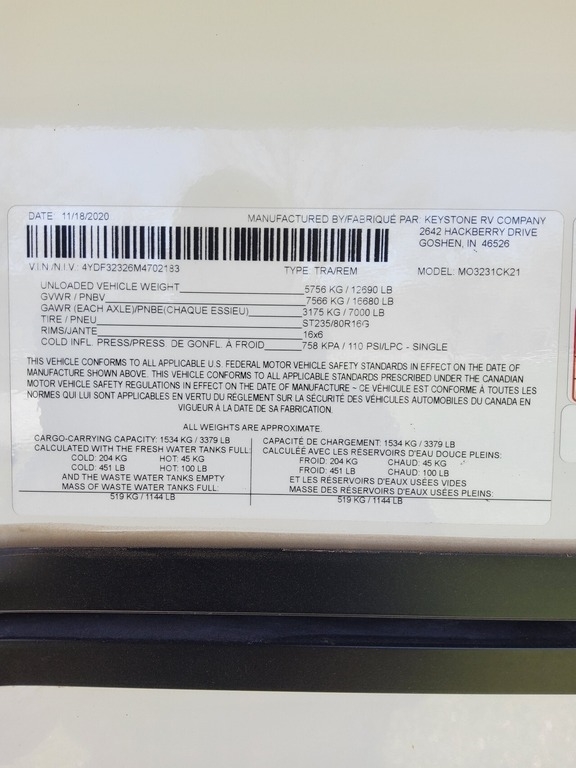 DATE: 11/18/2020 MANUFACTURED BY/FABRIQUÉ PAR: KEYSTONE RV COMPANY
2642 HACKBERRY DRIVE
GOSHEN, IN 46526
V.I.N./N.I.V.: 4YDF32326M4702183 TYPE: TRA/REM MODEL: MO3231CK21
UNLOADED VEHICLE WEIGHT 5756 KG / 12690 LB
GVWR / PNBV 7566 KG / 16680 LB
GAWR (EACH AXLE)/PNBE(CHAQUE ESSIEU) 3175 KG / 7000 LB
TIRE / PNEU ST235/80R16G
RIMS/JANTE 16x6
COLD INFL. PRESS/PRESS. DE GONFL. À FROID 758 KPA / 110 PSI/LPC - SINGLE
THIS VEHICLE CONFORMS TO ALL APPLICABLE U.S. FEDERAL MOTOR VEHICLE SAFETY STANDARDS IN EFFECT ON THE DATE OF
MANUFACTURE SHOWN ABOVE. THIS VEHICLE CONFORMS TO ALL APPLICABLE STANDARDS PRESCRIBED UNDER THE CANADIAN
MOTOR VEHICLE SAFETY REGULATIONS IN EFFECT ON THE DATE OF MANUFACTURE ~ CE VÉHICULE EST CONFORME À TOUTES LES
NORMES QUI LUI SONT APPLICABLES EN VERTU DU RÈGLEMENT SUR LA SÉCURITÉ DES VÉHICULES AUTOMOBILES DU CANADA EN
VIGUEUR À LA DATE DE SA FABRICATION.
ALL WEIGHTS ARE APPROXIMATE.
CARGO-CARRYING CAPACITY: 1534 KG / 3379 LB
CALCULATED WITH THE FRESH WATER TANKS FULL:
COLD: 204 KG HOT: 45 KG
COLD: 451 LB HOT: 100 LB
AND THE WASTE WATER TANKS EMPTY
MASS OF WASTE WATER TANKS FULL:
519 KG / 1144 LB
CAPACITÉ DE CHARGEMENT: 1534 KG / 3379 LB
CALCULÉE AVEC LES RÉSERVOIRS D'EAU DOUCE PLEINS:
FROID: 204 KG CHAUD: 45 KG
FROID: 451 LB CHAUD: 100 LB
ET LES RÉSERVOIRS D'EAUX USÉES VIDES
MASSE DES RÉSERVOIRS D'EAUX USÉES PLEINS:
519 KG / 1144 LB